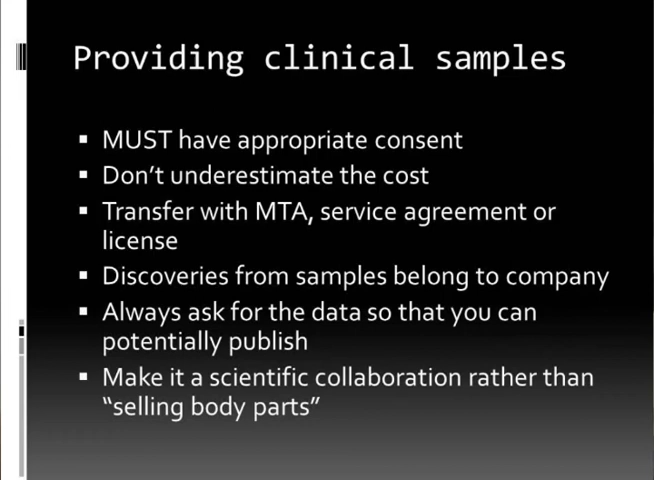 Providing clinical samples
▪ MUST have appropriate consent
▪ Don’t underestimate the cost
▪ Transfer with MTA, service agreement or
license
▪ Discoveries from samples belong to company
▪ Always ask for the data so that you can
potentially publish
▪ Make it a scientific collaboration rather than
“selling body parts”